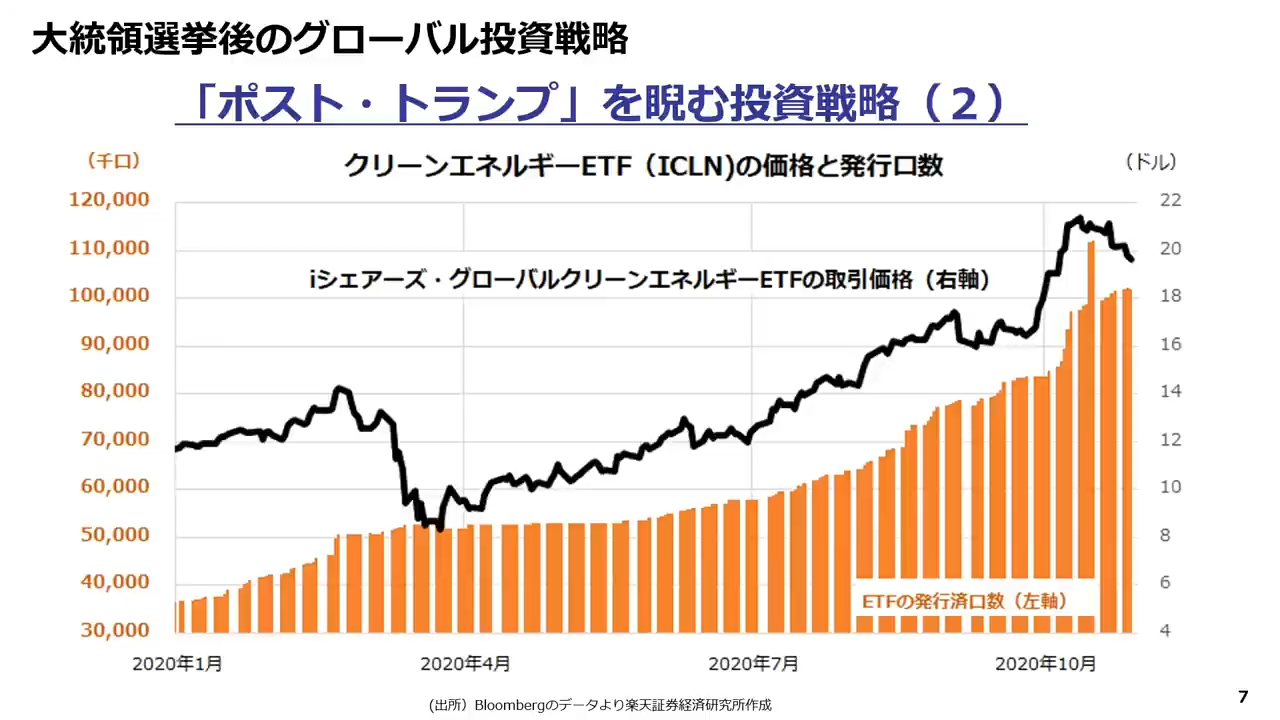 大統領選挙後のグローバル投資戦略
「ポスト・トランプ」を睨む投資戦略（２）
（千口）
クリーンエネルギーETF（ICLN)の価格と発行口数
（ドル）
120,000
110,000
100,000
90,000
80,000
70,000
60,000
50,000
40,000
30,000
22
20
18
16
14
12
10
8
6
4
iシェアーズ・グローバルクリーンエネルギーETFの取引価格（右軸）
ETFの発行済口数（左軸）
2020年1月
2020年4月
2020年7月
2020年10月
(出所）Bloombergのデータより楽天証券経済研究所作成
7